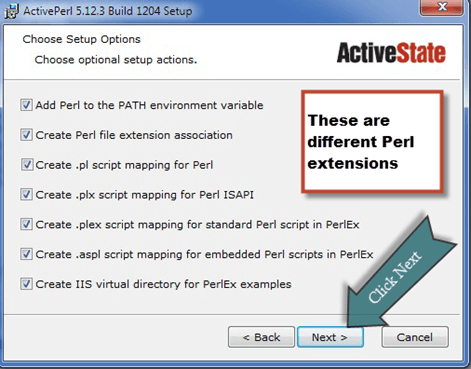 ActivePerl 5.12.3 Build 1204 Setup
Choose Setup Options
Choose optional setup actions.
ActiveState
Add Perl to the PATH environment variable
Create Perl file extension association
Create .pl script mapping for Perl
Create .plx script mapping for Perl ISAPI
Create .plex script mapping for standard Perl script in PerlEx
Create .aspl script mapping for embedded Perl scripts in PerlEx
Create IIS virtual directory for PerlEx examples
These are
different Perl
extensions
Click Next
< Back
Next >
Cancel